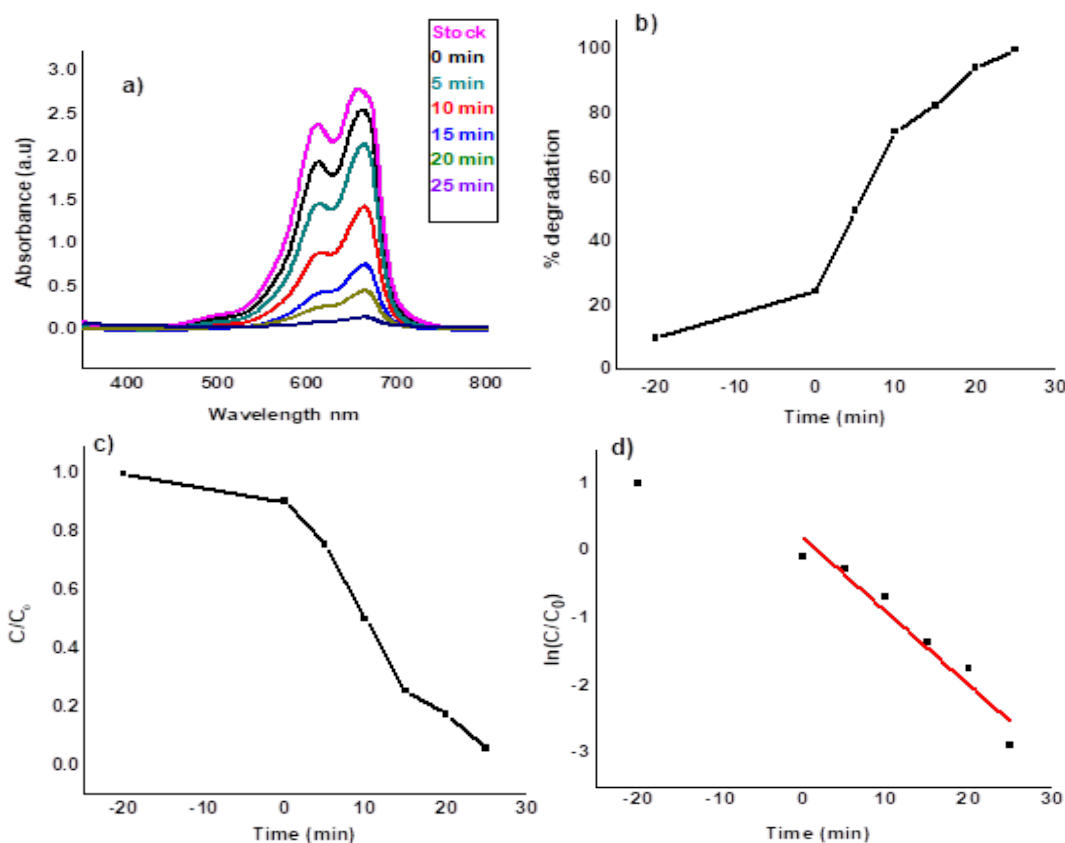 a)
Stock
0 min
5 min
10 min
15 min
20 min
25 min
3.0
2.5
2.0
1.5
1.0
0.5
0.0
Absorbance (a.u)
400 500 600 700 800
Wavelength nm
b)
100
80
60
40
20
0
% degradation
-20 -10 0 10 20 30
Time (min)
c)
1.0
0.8
0.6
0.4
0.2
0.0
C/C₀
-20 -10 0 10 20 30
Time (min)
d)
1
0
-1
-2
-3
ln(C/C₀)
-20 -10 0 10 20 30
Time (min)